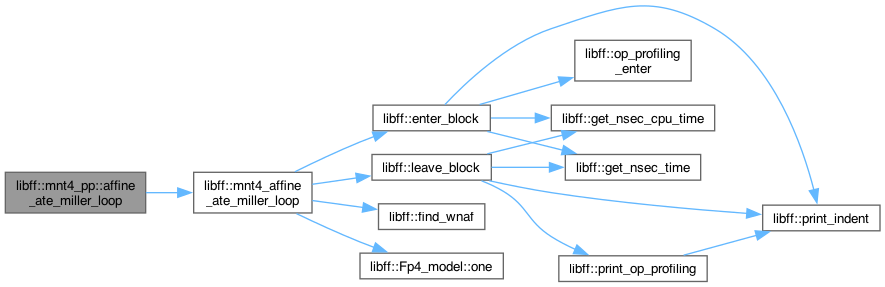 libff::mnt4_pp::affine
_ate_miller_loop
libff::mnt4_affine
_ate_miller_loop
libff::enter_block
libff::leave_block
libff::find_wnaf
libff::Fp4_model::one
libff::op_profiling
_enter
libff::get_nsec_cpu_time
libff::get_nsec_time
libff::print_op_profiling
libff::print_indent